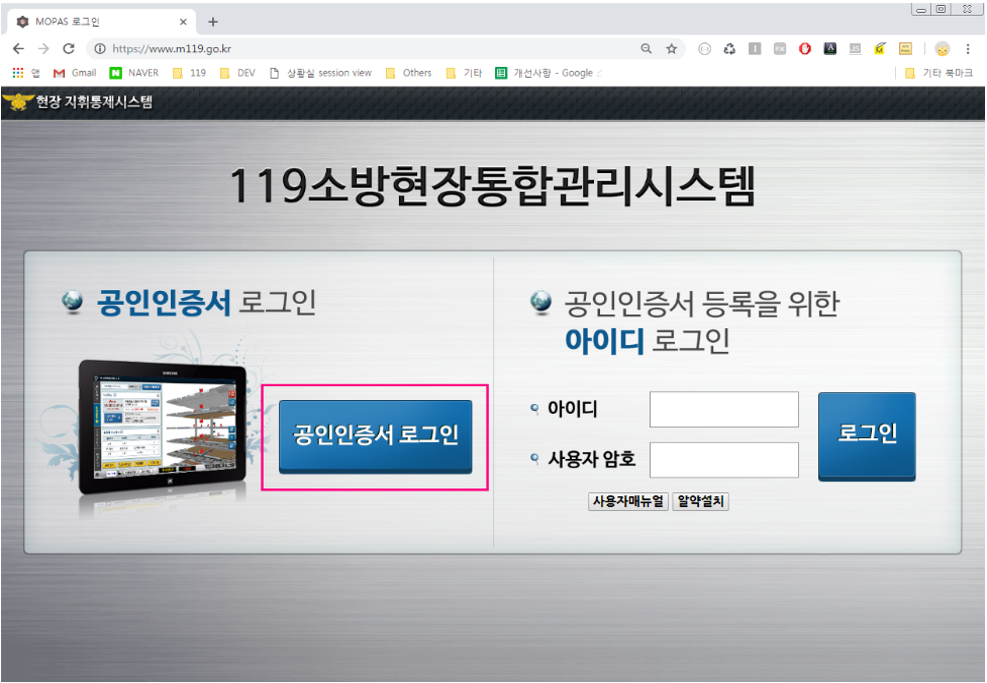 MOPAS 로그인
https://www.m119.go.kr
앱 Gmail NAVER 119 DEV 상황실 session view Others 기타 개선사항 - Google 기타 북마크
현장 지휘통제시스템
119소방현장통합관리시스템
공인인증서 로그인
공인인증서 로그인
공인인증서 등록을 위한
아이디 로그인
아이디
사용자 암호
로그인
사용자매뉴얼 알약설치